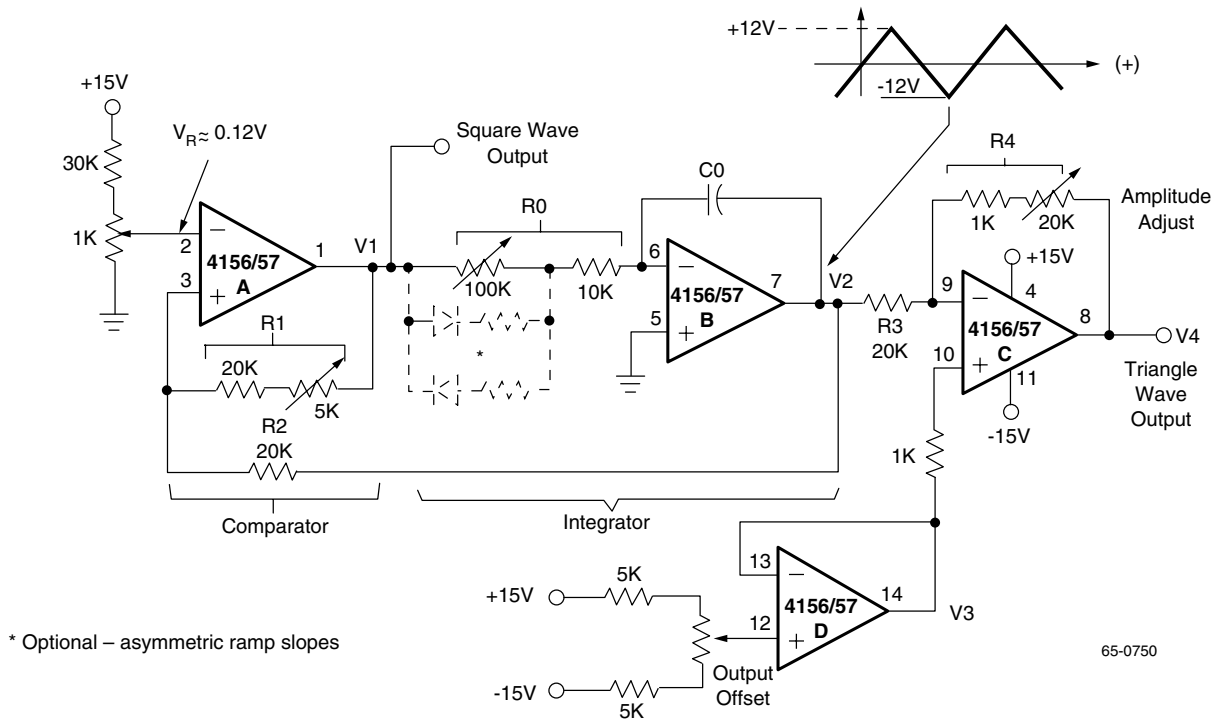 +12V
(+)
-12V
+15V
VR≈ 0.12V
Square Wave
Output
30K
1K
2
3
−
+
4156/57
A
1
V1
R0
100K
10K
*
C0
6
5
−
+
4156/57
B
7
V2
R4
1K
20K
Amplitude
Adjust
+15V
R3
20K
9
10
−
+
4156/57
C
4
8
11
-15V
V4
Triangle
Wave
Output
R1
20K
5K
R2
20K
1K
Comparator
Integrator
+15V
5K
13
12
−
+
4156/57
D
14
V3
Output
Offset
-15V
5K
* Optional – asymmetric ramp slopes
65-0750